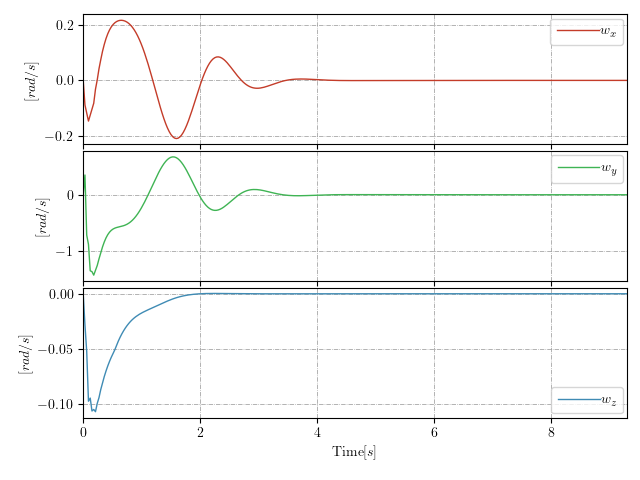 0.2
0.0
−0.2
[rad/s]
w_x
0
−1
[rad/s]
w_y
0.00
−0.05
−0.10
[rad/s]
w_z
0 2 4 6 8
Time[s]